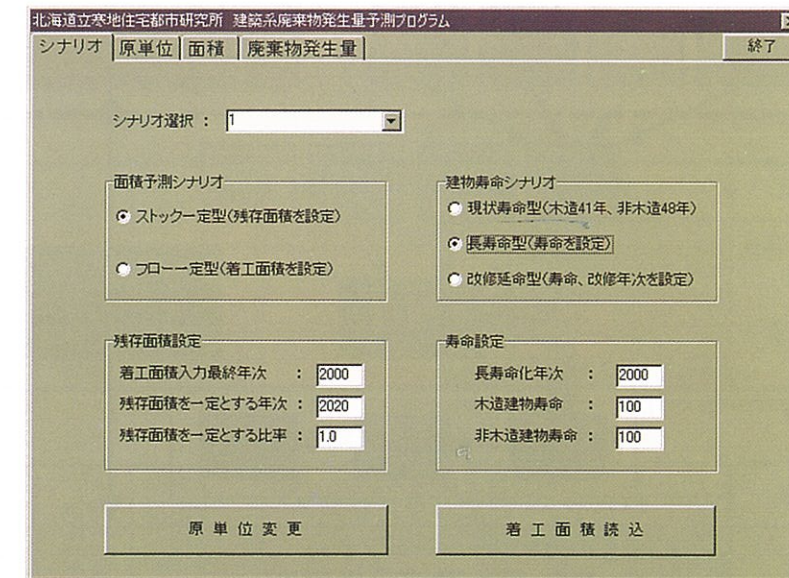 北海道立寒地住宅都市研究所 建築系廃棄物発生量予測プログラム
シナリオ 原単位 面積 廃棄物発生量 終了
シナリオ選択 : 1
面積予測シナリオ
ストック一定型(残存面積を設定)
フロー一定型(着工面積を設定)
建物寿命シナリオ
現状寿命型(木造41年、非木造48年)
長寿命型(寿命を設定)
改修延命型(寿命、改修年次を設定)
残存面積設定
着工面積入力最終年次 : 2000
残存面積を一定とする年次 : 2020
残存面積を一定とする比率 : 1.0
寿命設定
長寿命化年次 : 2000
木造建物寿命 : 100
非木造建物寿命 : 100
原単位変更
着工面積読込